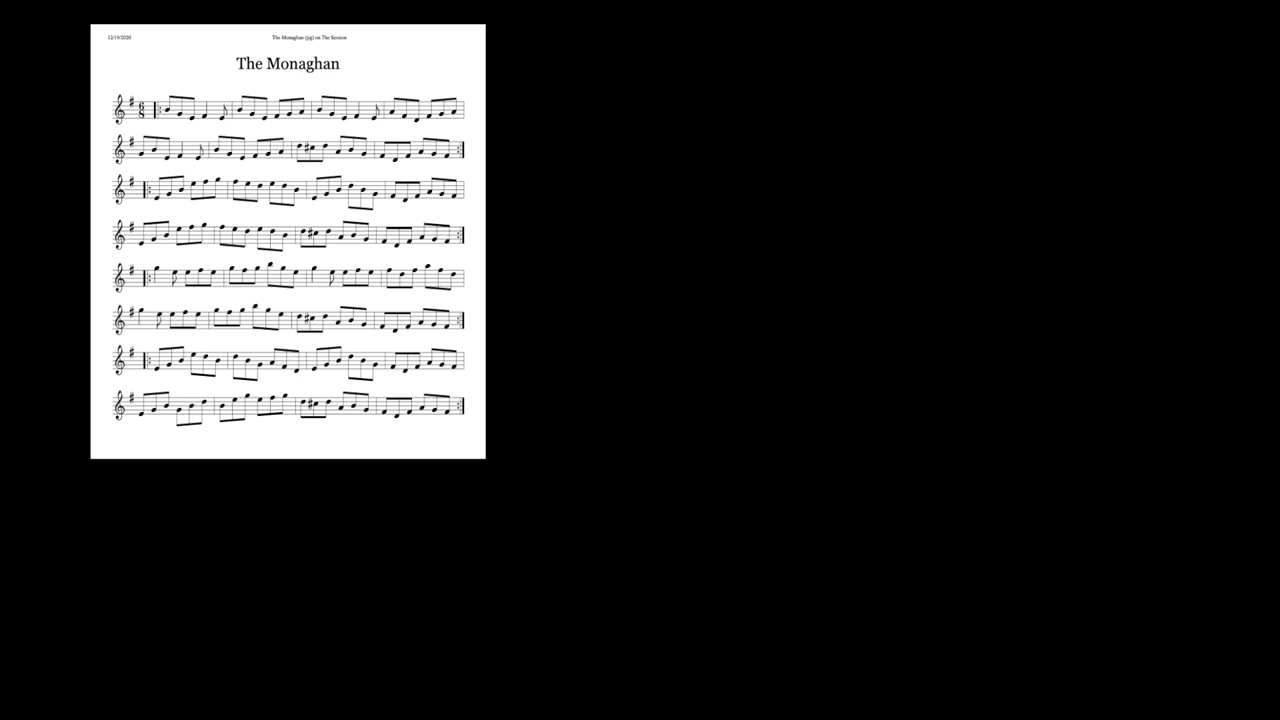 12/19/2020 The Monaghan (jig) on The Session
The Monaghan